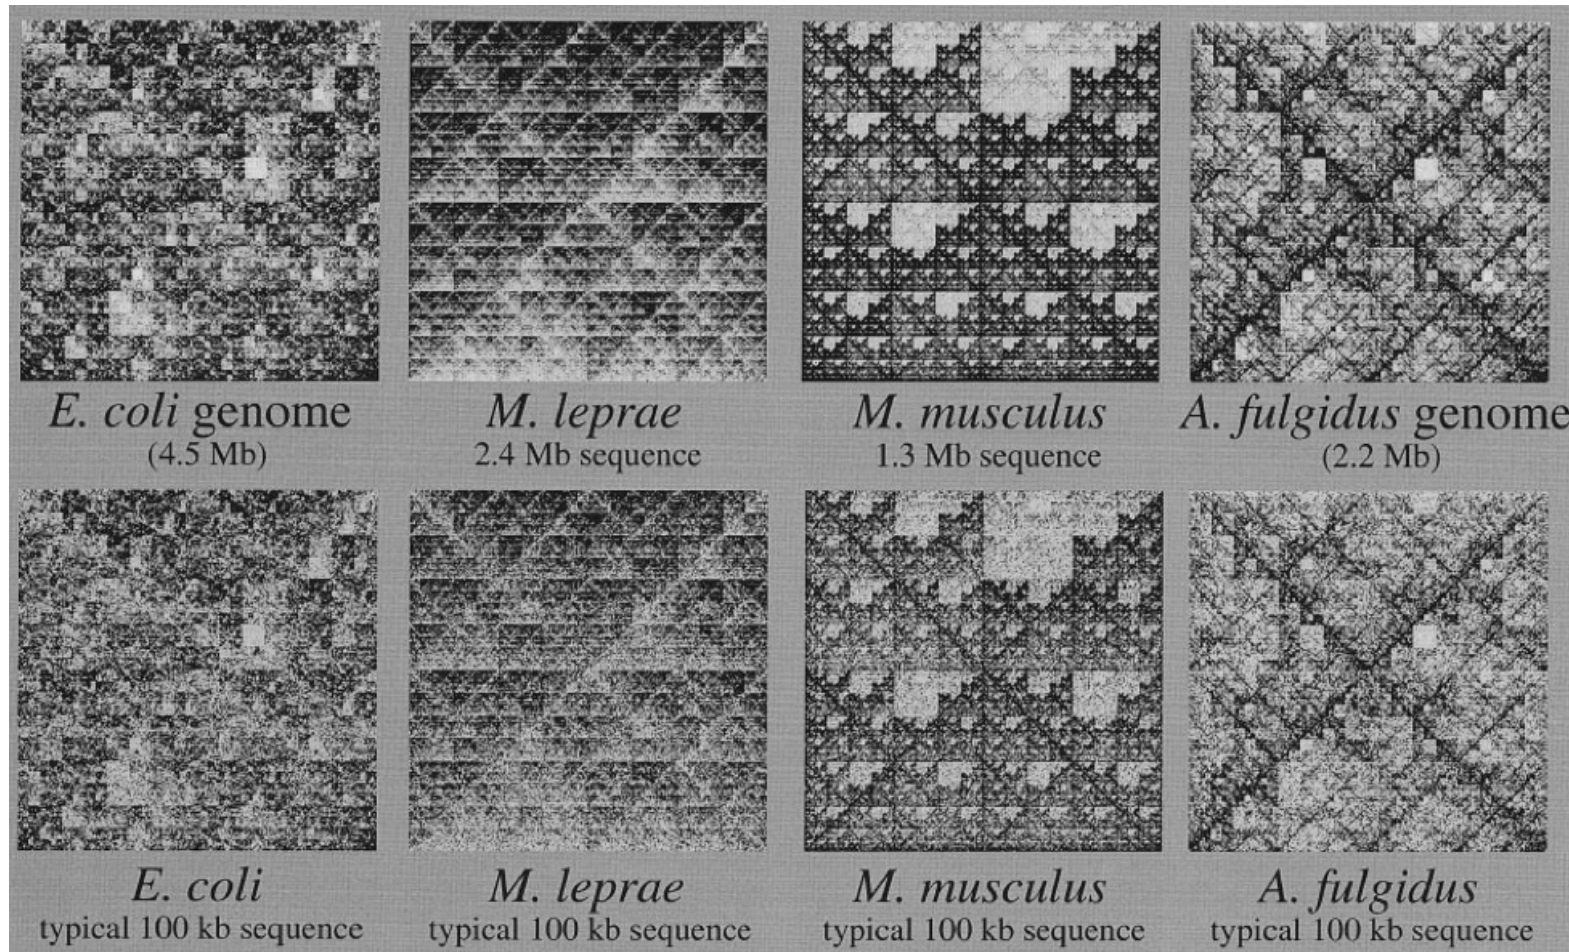 E. coli genome
(4.5 Mb)
M. leprae
2.4 Mb sequence
M. musculus
1.3 Mb sequence
A. fulgidus genome
(2.2 Mb)
E. coli
typical 100 kb sequence
M. leprae
typical 100 kb sequence
M. musculus
typical 100 kb sequence
A. fulgidus
typical 100 kb sequence